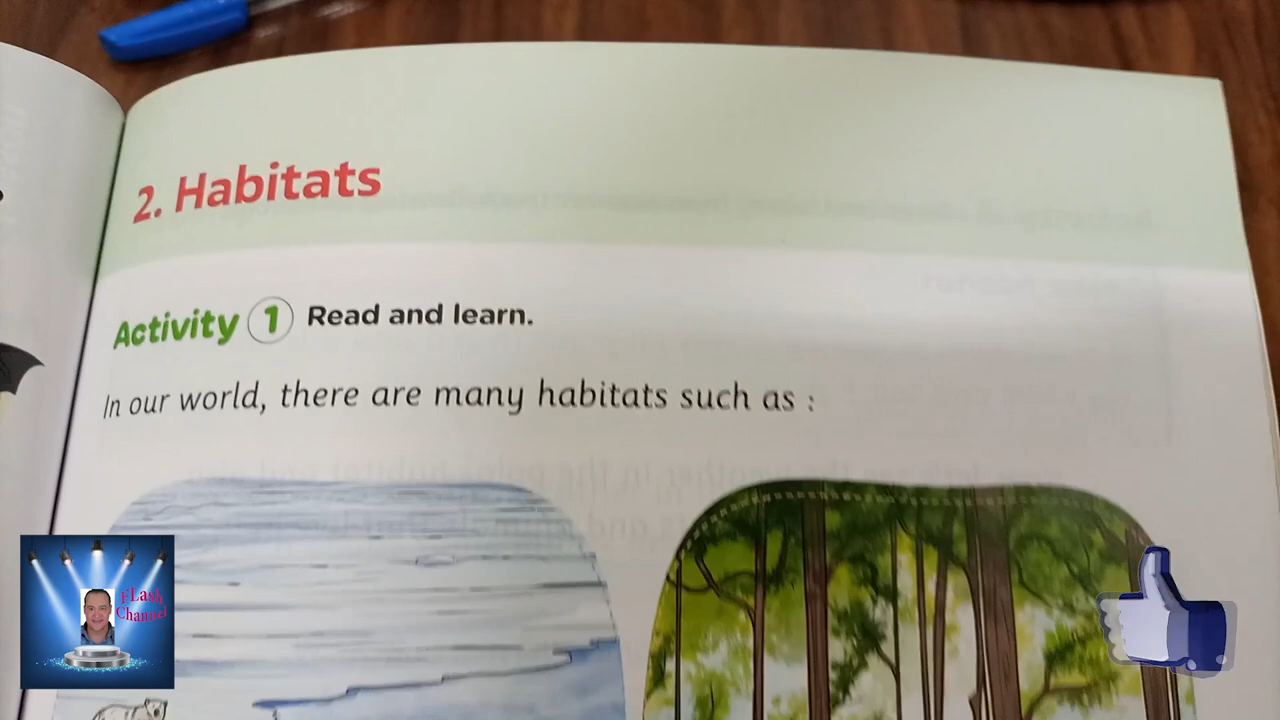 2. Habitats
Activity 1 Read and learn.
In our world, there are many habitats such as :
FLash
Channel